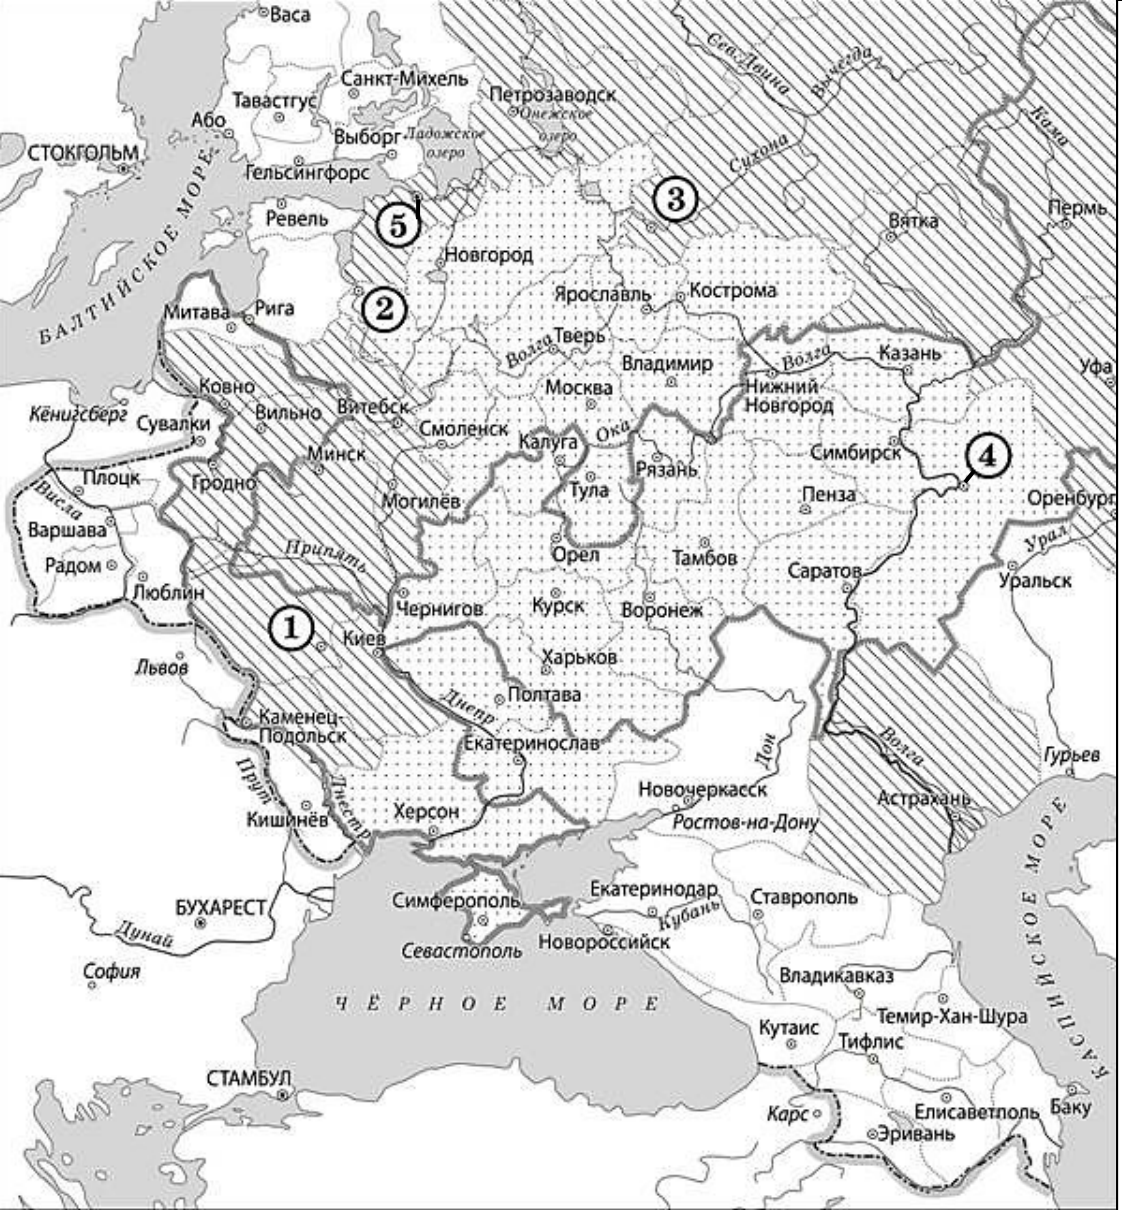 Васа
Сев.Двина
Вычегда
Санкт-Михель
Петрозаводск
Тавастгус
Онежское
озеро
Кама
Або
Выборг
Ладожское
озеро
СТОКГОЛЬМ
Сухона
Гельсингфорс
3
Пермь
Ревель
5
Вятка
Новгород
БАЛТИЙСКОЕ МОРЕ
2
Ярославль
Кострома
Митава
Рига
Волга
Тверь
Владимир
Волга
Казань
Уфа
Ковно
Москва
Нижний
Новгород
Кёнигсберг
Вильно
Витебск
Сувалки
Смоленск
Калуга
Ока
Минск
Рязань
Симбирск
4
Плоцк
Гродно
Тула
Висла
Могилёв
Пенза
Оренбург
Варшава
Припять
Орел
Тамбов
Урал
Радом
Саратов
Уральск
Люблин
Чернигов
Курск
Воронеж
1
Киев
Львов
Харьков
Днепр
Полтава
Каменец-
Подольск
Екатеринослав
Дон
Волга
Гурьев
Прут
Днестр
Новочеркасск
Астрахань
Кишинёв
Херсон
Ростов-на-Дону
КАСПИЙСКОЕ МОРЕ
Екатеринодар
Ставрополь
Симферополь
Кубань
БУХАРЕСТ
Севастополь
Новороссийск
Дунай
София
Владикавказ
ЧЁРНОЕ МОРЕ
Темир-Хан-Шура
Кутаис
Тифлис
СТАМБУЛ
Карс
Елисаветполь
Баку
Эривань